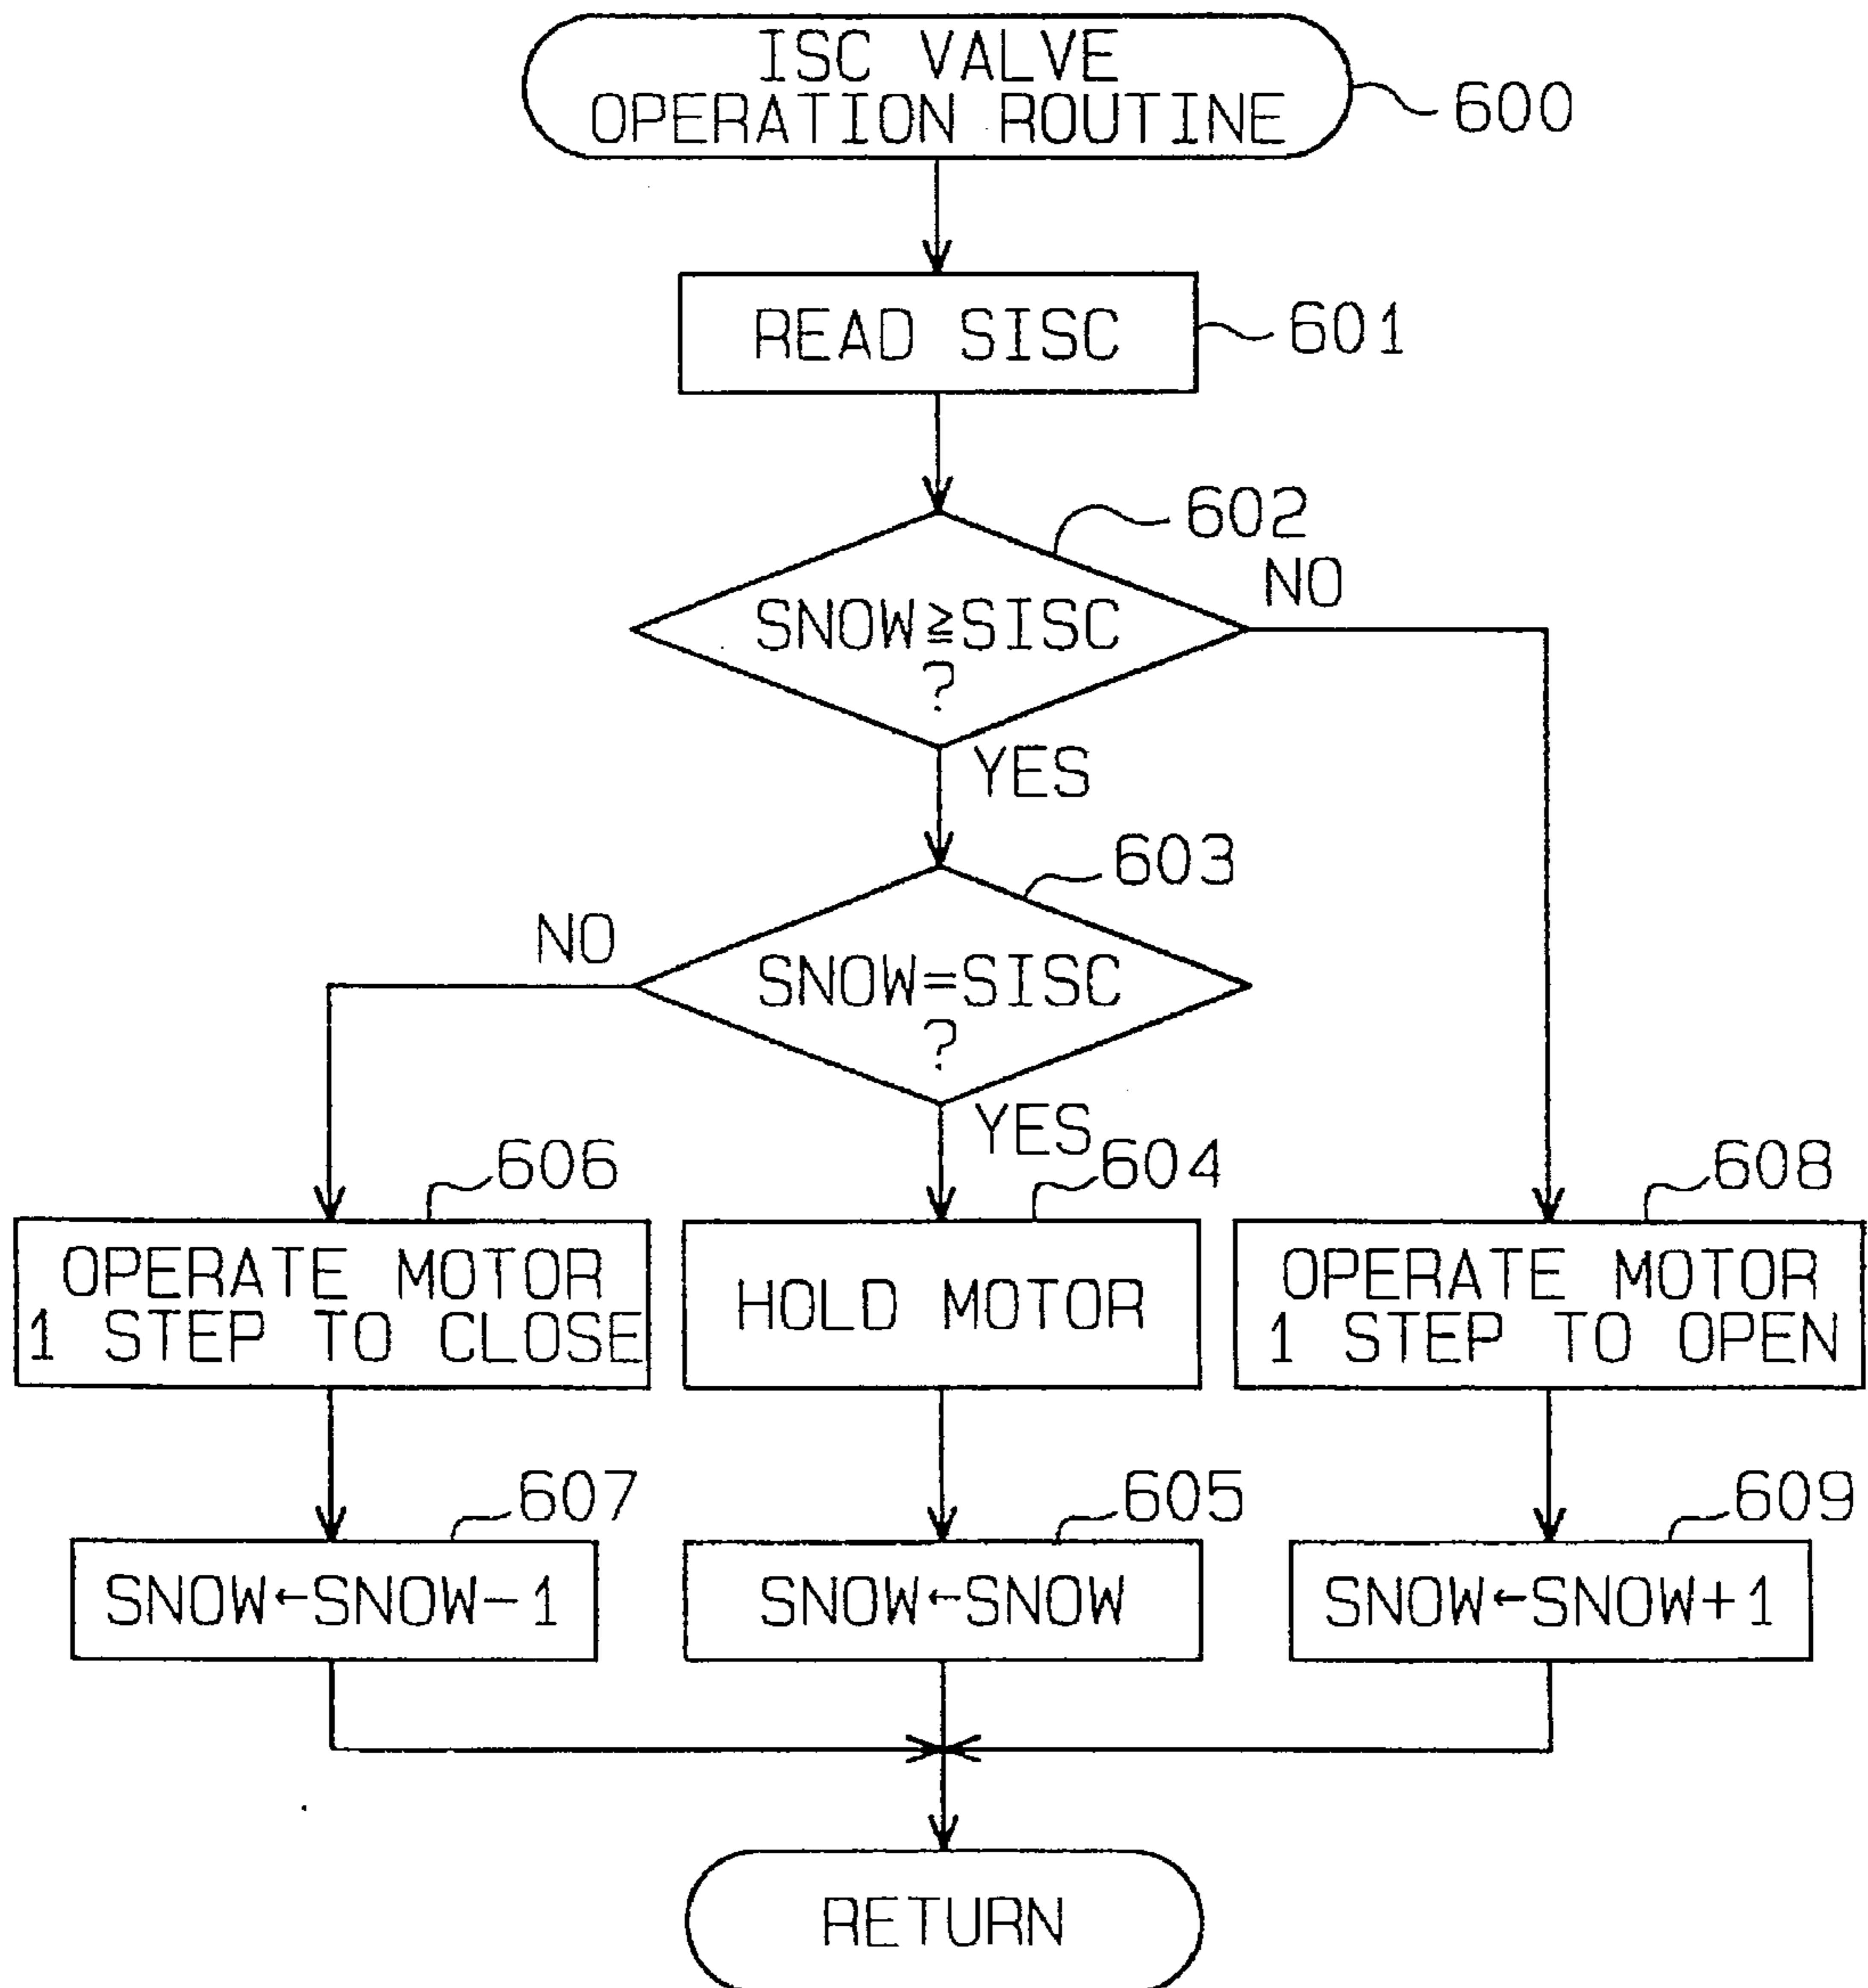 ISC VALVE
OPERATION ROUTINE
600
READ SISC
601
602
SNOW≧SISC
?
NO
YES
603
SNOW=SISC
?
NO
YES
606
OPERATE MOTOR
1 STEP TO CLOSE
604
HOLD MOTOR
608
OPERATE MOTOR
1 STEP TO OPEN
607
SNOW←SNOW-1
605
SNOW←SNOW
609
SNOW←SNOW+1
RETURN